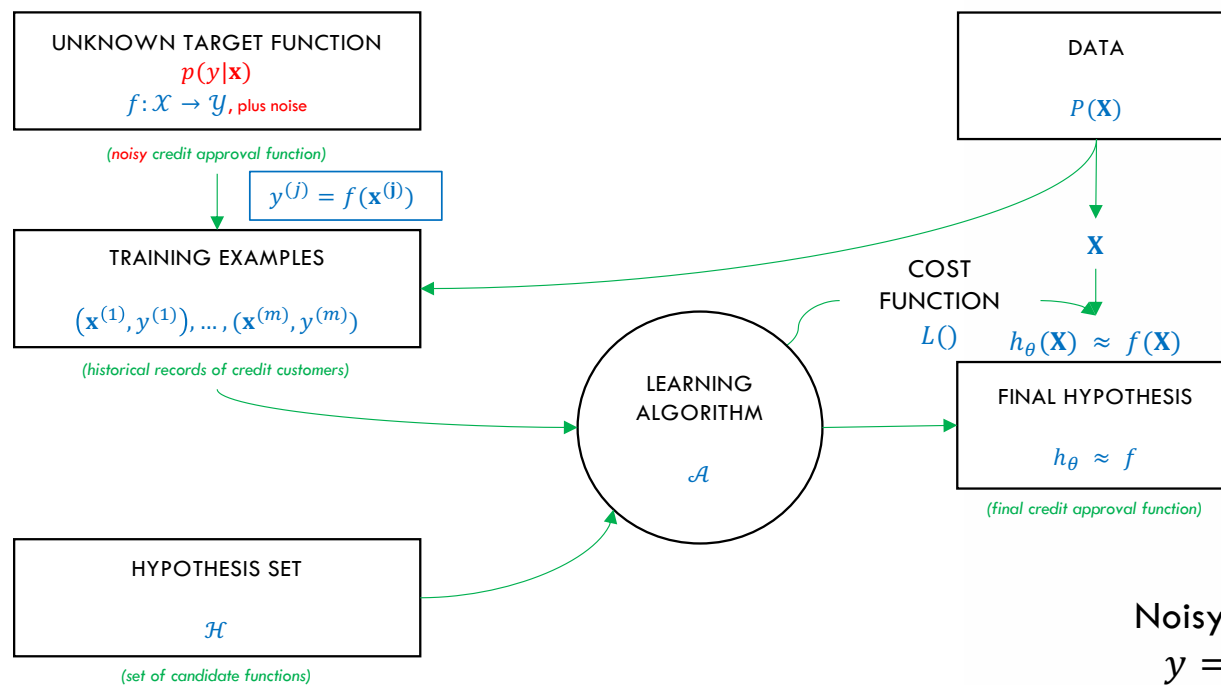 UNKNOWN TARGET FUNCTION
p(y|𝐱)
f: 𝒳 → 𝒴, plus noise
(noisy credit approval function)
y^(j) = f(𝐱^(𝐣))
TRAINING EXAMPLES
(𝐱^(1), y^(1)), … , (𝐱^(m), y^(m))
(historical records of credit customers)
HYPOTHESIS SET
ℋ
(set of candidate functions)
LEARNING
ALGORITHM
𝒜
COST
FUNCTION
L()
DATA
P(𝐗)
𝐗
h_θ(𝐗) ≈ f(𝐗)
FINAL HYPOTHESIS
h_θ ≈ f
(final credit approval function)
Noisy
y =